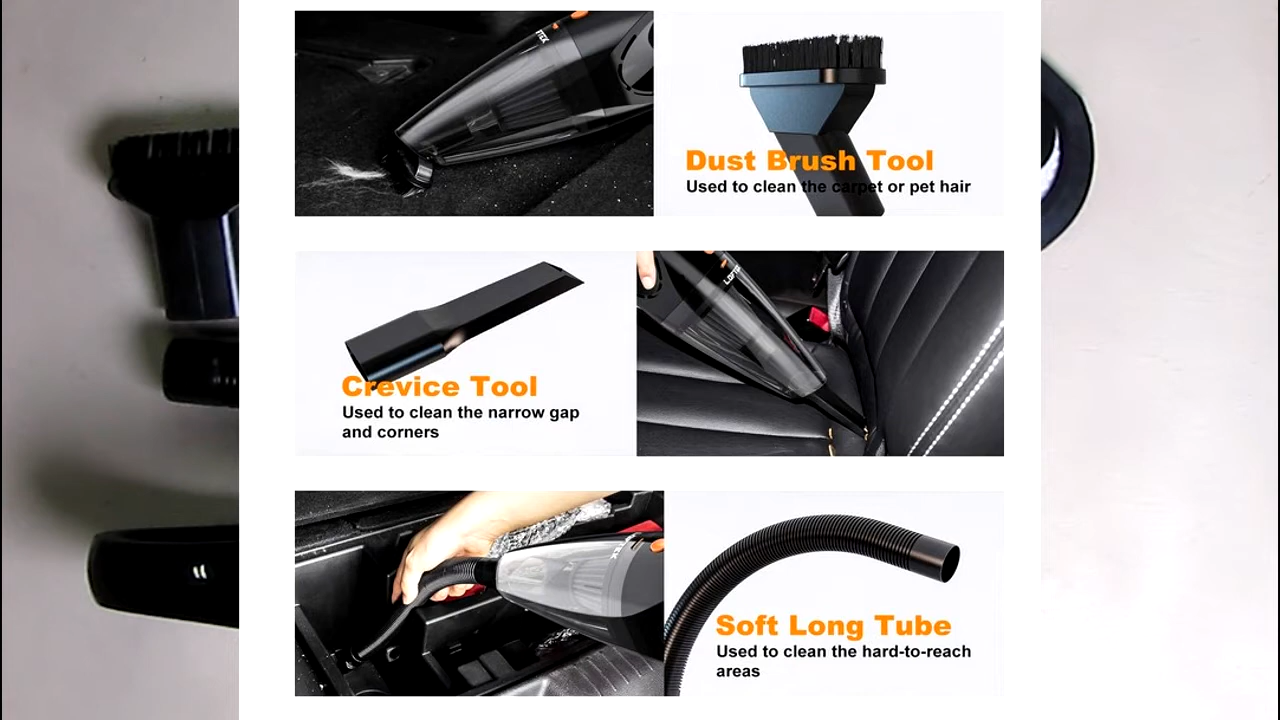 Dust Brush Tool
Used to clean the carpet or pet hair
Crevice Tool
Used to clean the narrow gap
and corners
Soft Long Tube
Used to clean the hard-to-reach
areas